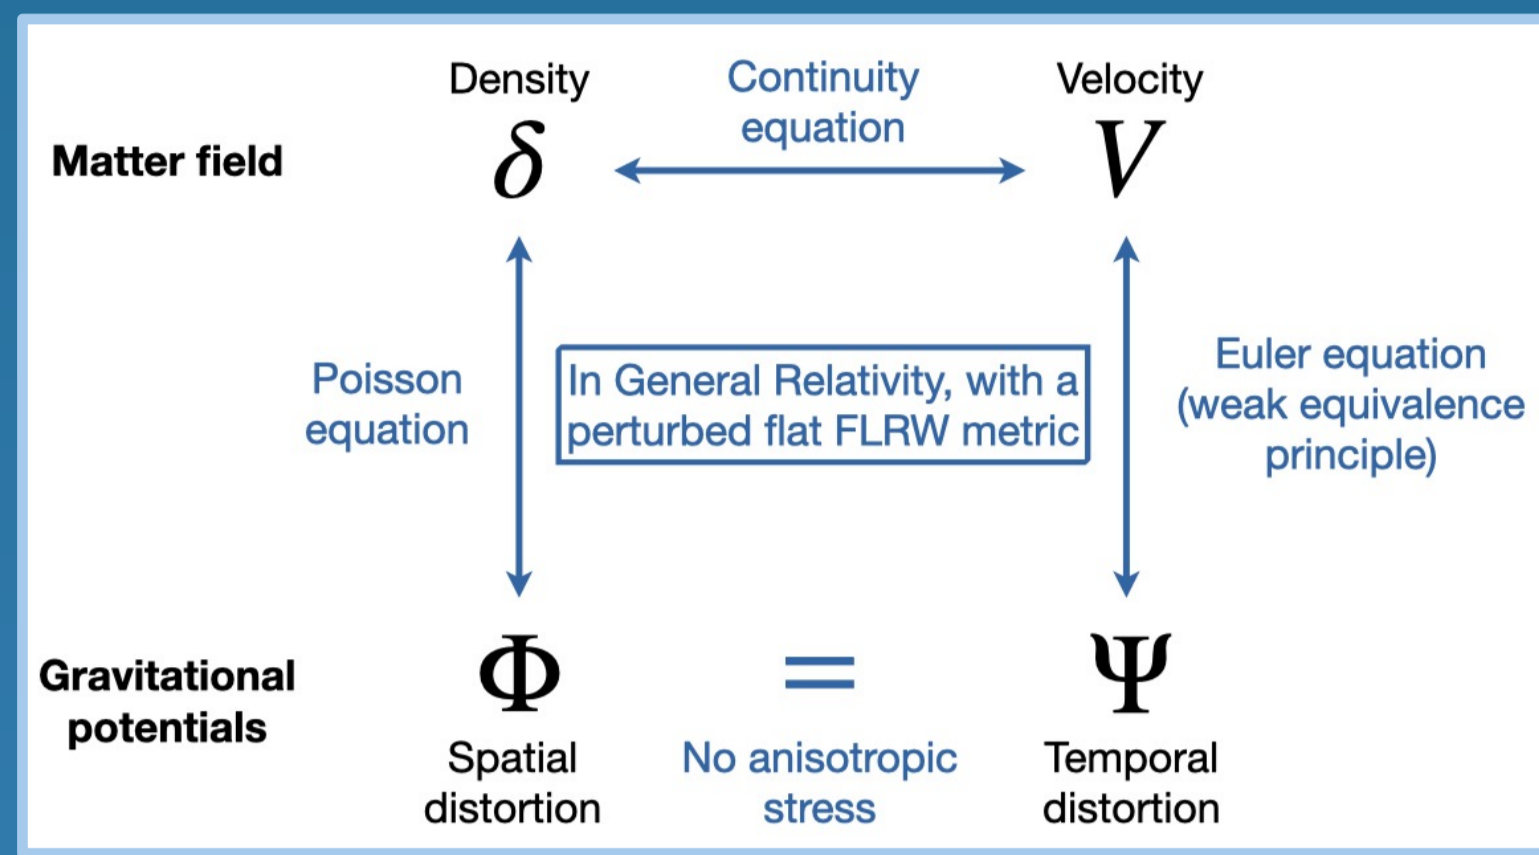 Density
Continuity
equation
Velocity
Matter field
δ
V
Poisson
equation
In General Relativity, with a
perturbed flat FLRW metric
Euler equation
(weak equivalence
principle)
Gravitational
potentials
Φ
=
Ψ
Spatial
distortion
No anisotropic
stress
Temporal
distortion